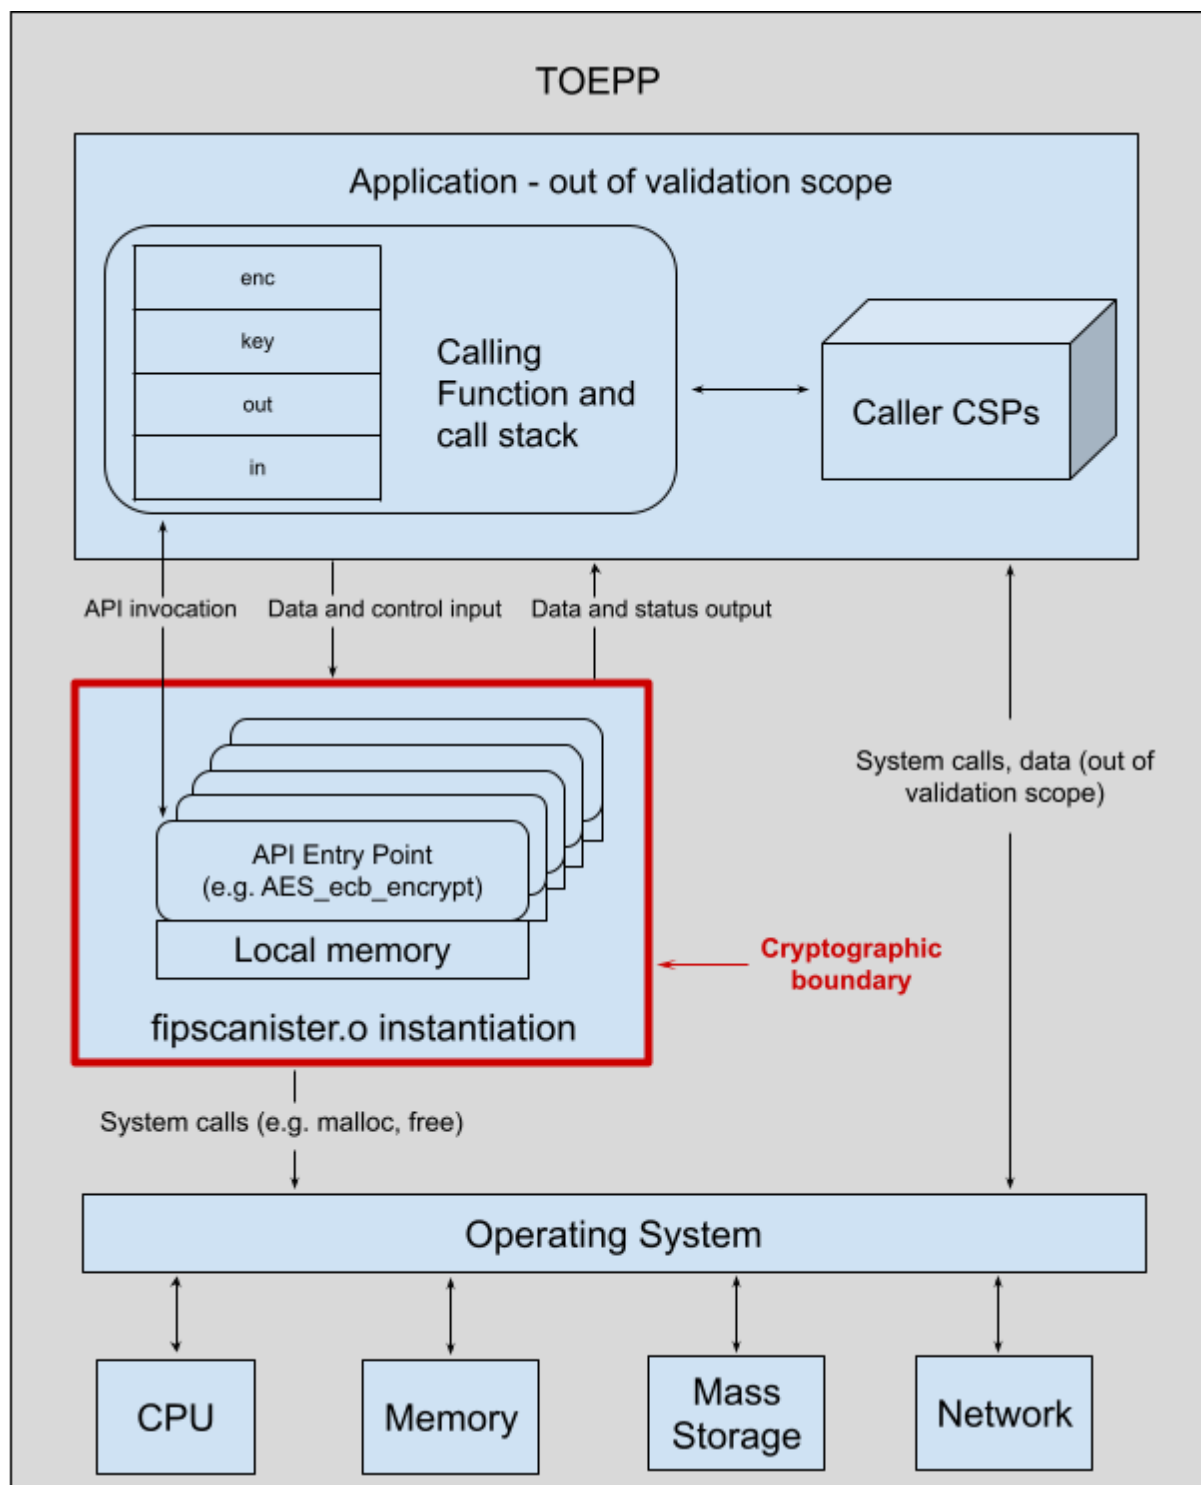 TOEPP
Application - out of validation scope
enc
key
out
in
Calling
Function and
call stack
Caller CSPs
API invocation
Data and control input
Data and status output
System calls, data (out of
validation scope)
API Entry Point
(e.g. AES_ecb_encrypt)
Local memory
fipscanister.o instantiation
Cryptographic
boundary
System calls (e.g. malloc, free)
Operating System
CPU
Memory
Mass
Storage
Network